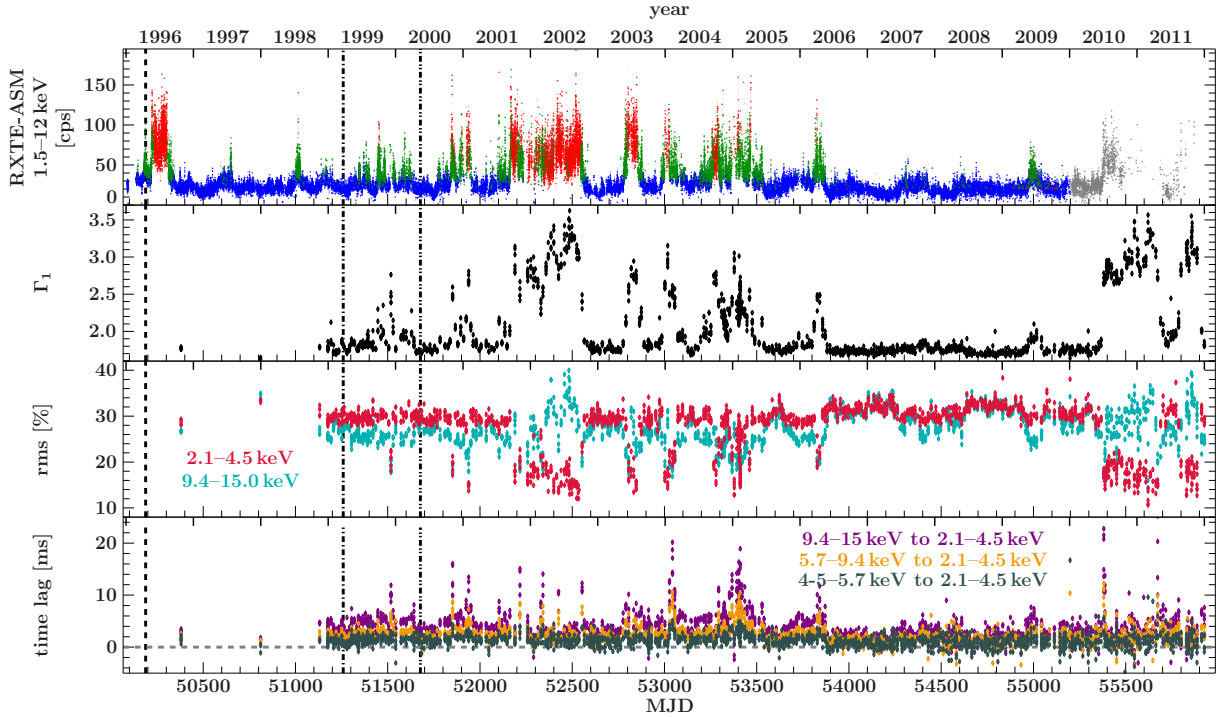 year
1996 1997 1998 1999 2000 2001 2002 2003 2004 2005 2006 2007 2008 2009 2010 2011
RXTE-ASM
1.5–12 keV
[cps]
150
100
50
0
Γ1
3.5
3.0
2.5
2.0
rms [%]
40
30
20
10
2.1–4.5 keV
9.4–15.0 keV
time lag [ms]
20
10
0
9.4–15 keV to 2.1–4.5 keV
5.7–9.4 keV to 2.1–4.5 keV
4-5–5.7 keV to 2.1–4.5 keV
50500 51000 51500 52000 52500 53000 53500 54000 54500 55000 55500
MJD